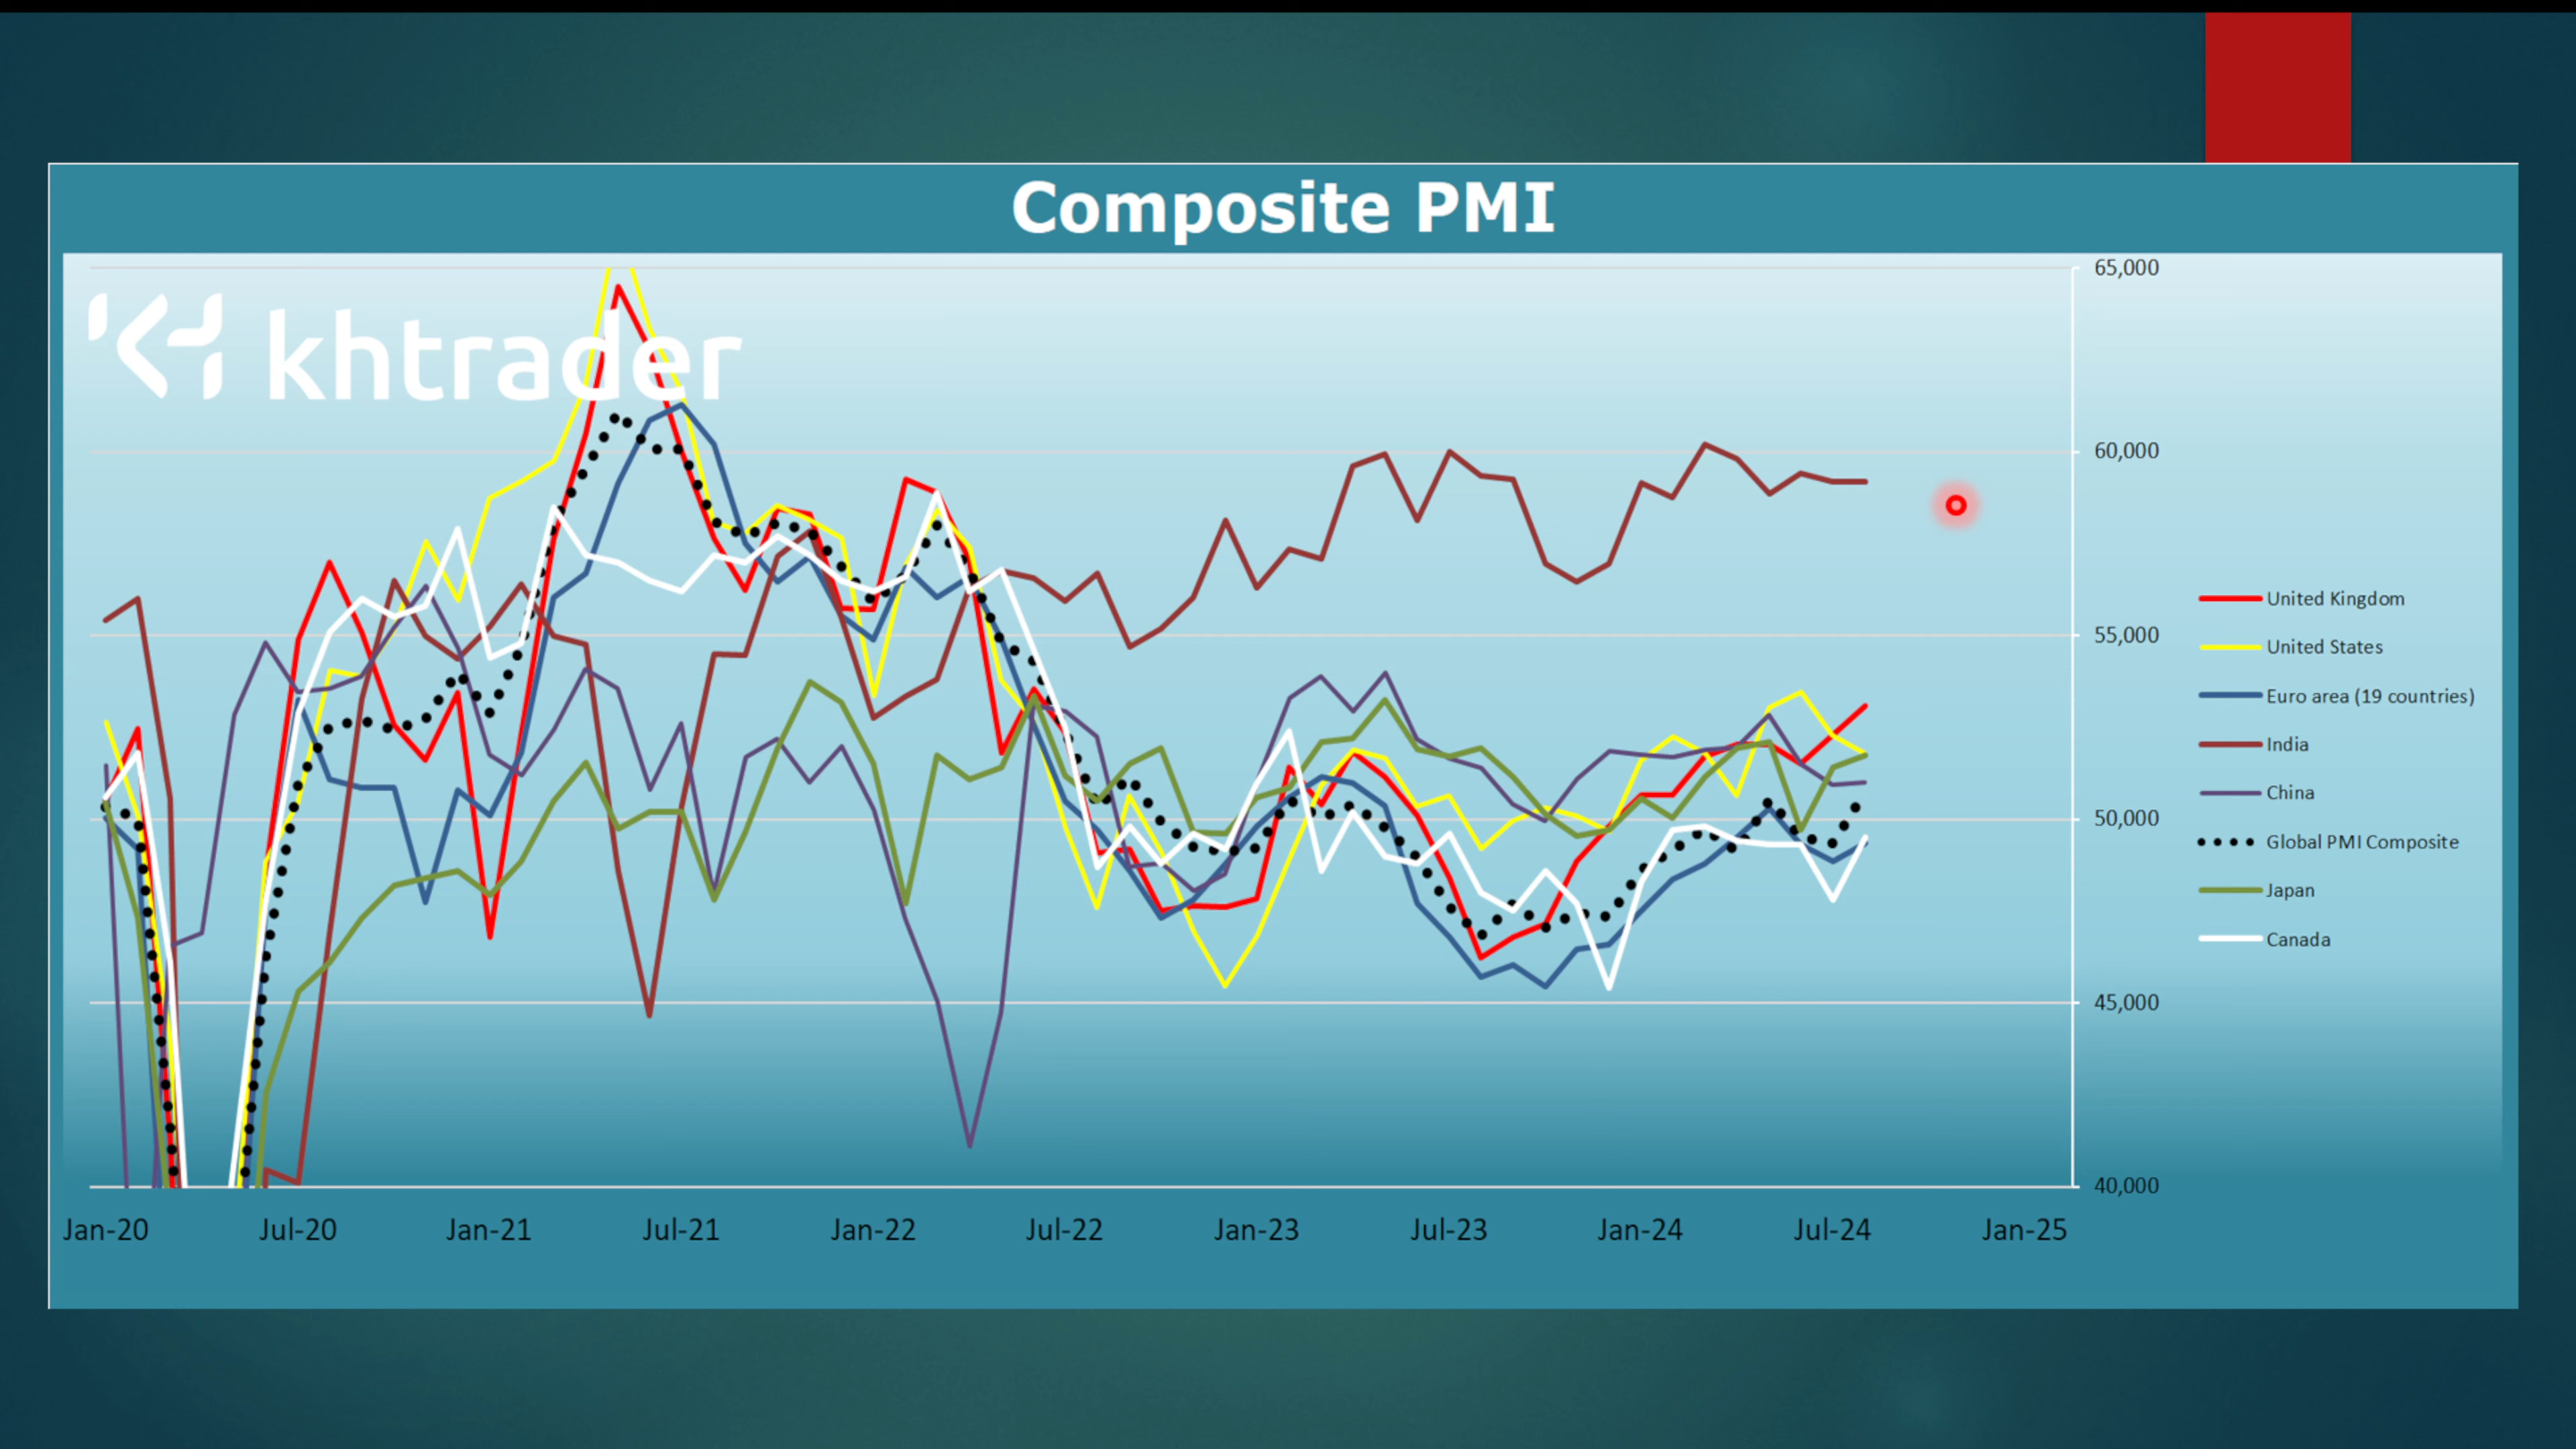 Composite PMI
khtrader
65,000
60,000
55,000
50,000
45,000
40,000
Jan-20 Jul-20 Jan-21 Jul-21 Jan-22 Jul-22 Jan-23 Jul-23 Jan-24 Jul-24 Jan-25
United Kingdom
United States
Euro area (19 countries)
India
China
Global PMI Composite
Japan
Canada